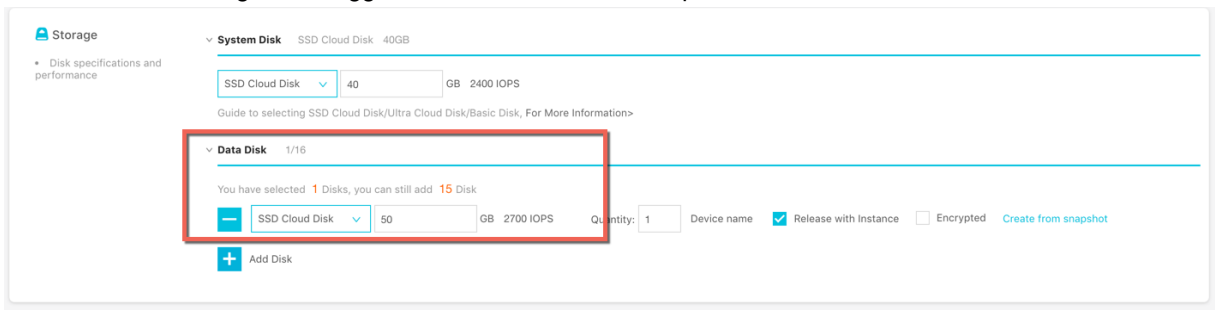 Storage
• Disk specifications and
performance
System Disk SSD Cloud Disk 40GB
SSD Cloud Disk 40 GB 2400 IOPS
Guide to selecting SSD Cloud Disk/Ultra Cloud Disk/Basic Disk, For More Information>
Data Disk 1/16
You have selected 1 Disks, you can still add 15 Disk
SSD Cloud Disk 50 GB 2700 IOPS Quantity: 1 Device name Release with Instance Encrypted Create from snapshot
Add Disk